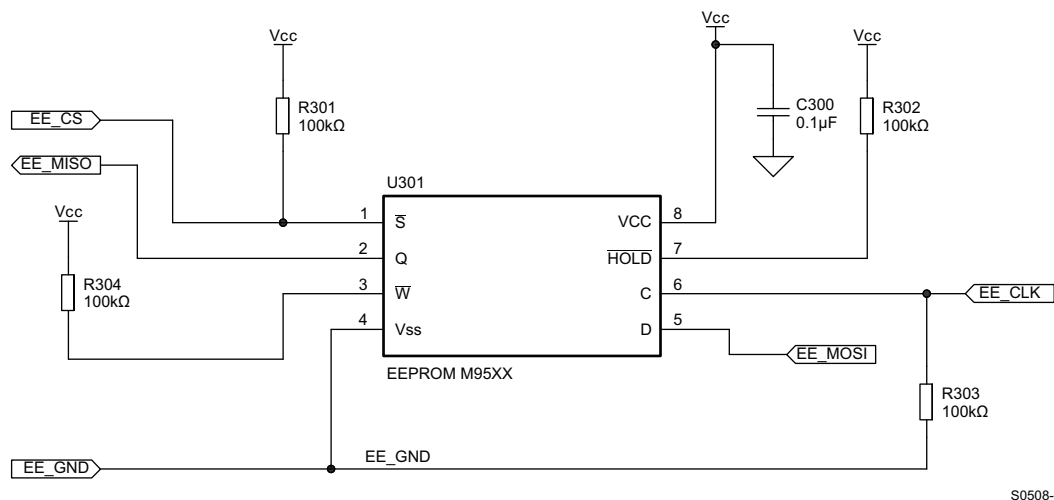 Vcc
Vcc
Vcc
R301
100kΩ
C300
0.1µF
R302
100kΩ
EE_CS
EE_MISO
U301
Vcc
R304
100kΩ
1
S̅
VCC
8
2
Q
H̅O̅L̅D̅
7
3
W̅
C
6
EE_CLK
4
Vss
D
5
EE_MOSI
EEPROM M95XX
R303
100kΩ
EE_GND
EE_GND
S0508-